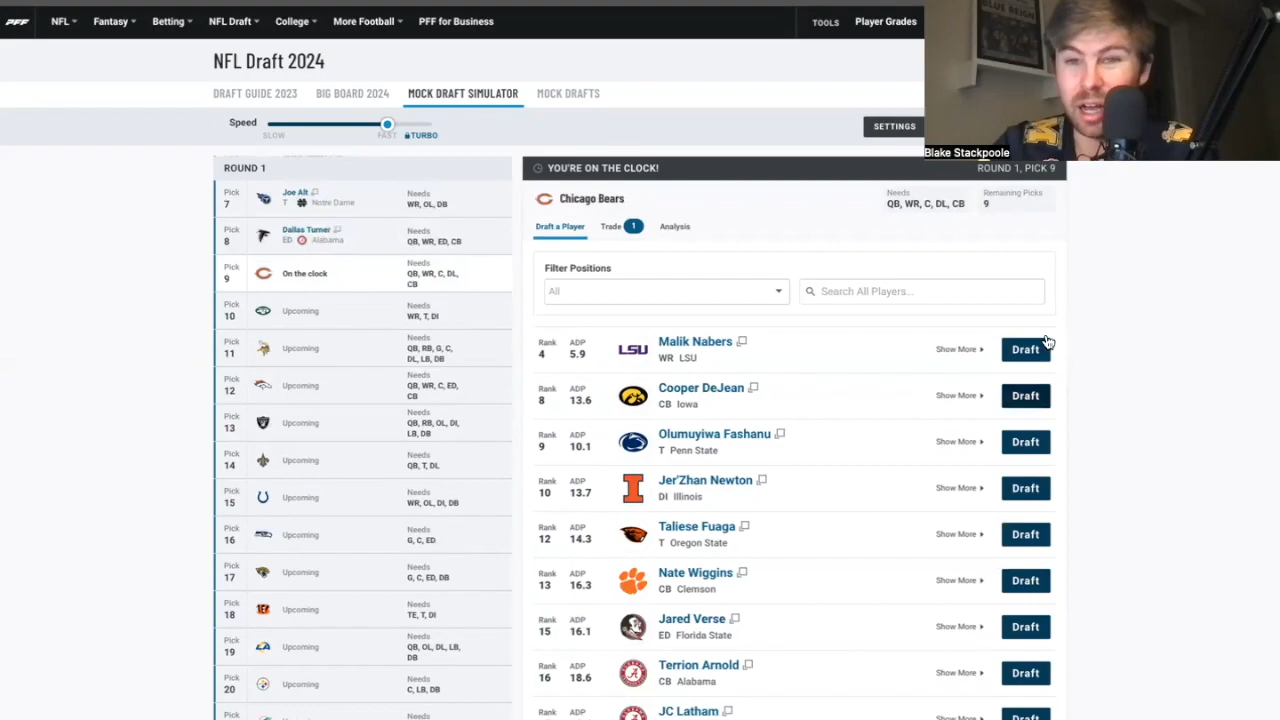 PFF
NFL
Fantasy
Betting
NFL Draft
College
More Football
PFF for Business
TOOLS
Player Grades
BLUE REIGN
M
Blake Stackpoole
NFL Draft 2024
DRAFT GUIDE 2023
BIG BOARD 2024
MOCK DRAFT SIMULATOR
MOCK DRAFTS
Speed
SLOW
FAST
TURBO
SETTINGS
ROUND 1
Pick
7
Joe Alt
T Notre Dame
Needs
WR, OL, DB
Pick
8
Dallas Turner
ED Alabama
Needs
QB, WR, ED, CB
Pick
9
On the clock
Needs
QB, WR, C, DL,
CB
Pick
10
Upcoming
Needs
WR, T, DI
Pick
11
Upcoming
Needs
QB, RB, G, C,
DL, LB, DB
Pick
12
Upcoming
Needs
QB, WR, C, ED,
CB
Pick
13
Upcoming
Needs
QB, RB, OL, DI,
LB, DB
Pick
14
Upcoming
Needs
QB, T, DL
Pick
15
Upcoming
Needs
WR, OL, DI, DB
Pick
16
Upcoming
Needs
G, C, ED
Pick
17
Upcoming
Needs
G, C, ED, DB
Pick
18
Upcoming
Needs
TE, T, DI
Pick
19
Upcoming
Needs
QB, OL, DL, LB,
DB
Pick
20
Upcoming
Needs
C, LB, DB
Pick
YOU'RE ON THE CLOCK!
ROUND 1, PICK 9
Chicago Bears
Needs
QB, WR, C, DL, CB
Remaining Picks
9
Draft a Player
Trade 1
Analysis
Filter Positions
All
Search All Players...
Rank
4
ADP
5.9
LSU
Malik Nabers
WR LSU
Show More
Draft
Rank
8
ADP
13.6
Cooper DeJean
CB Iowa
Show More
Draft
Rank
9
ADP
10.1
Olumuyiwa Fashanu
T Penn State
Show More
Draft
Rank
10
ADP
13.7
Jer'Zhan Newton
DI Illinois
Show More
Draft
Rank
12
ADP
14.3
Taliese Fuaga
T Oregon State
Show More
Draft
Rank
13
ADP
16.3
Nate Wiggins
CB Clemson
Show More
Draft
Rank
15
ADP
16.1
Jared Verse
ED Florida State
Show More
Draft
Rank
16
ADP
18.6
Terrion Arnold
CB Alabama
Show More
Draft
Rank
ADP
JC Latham
Show More
Draft